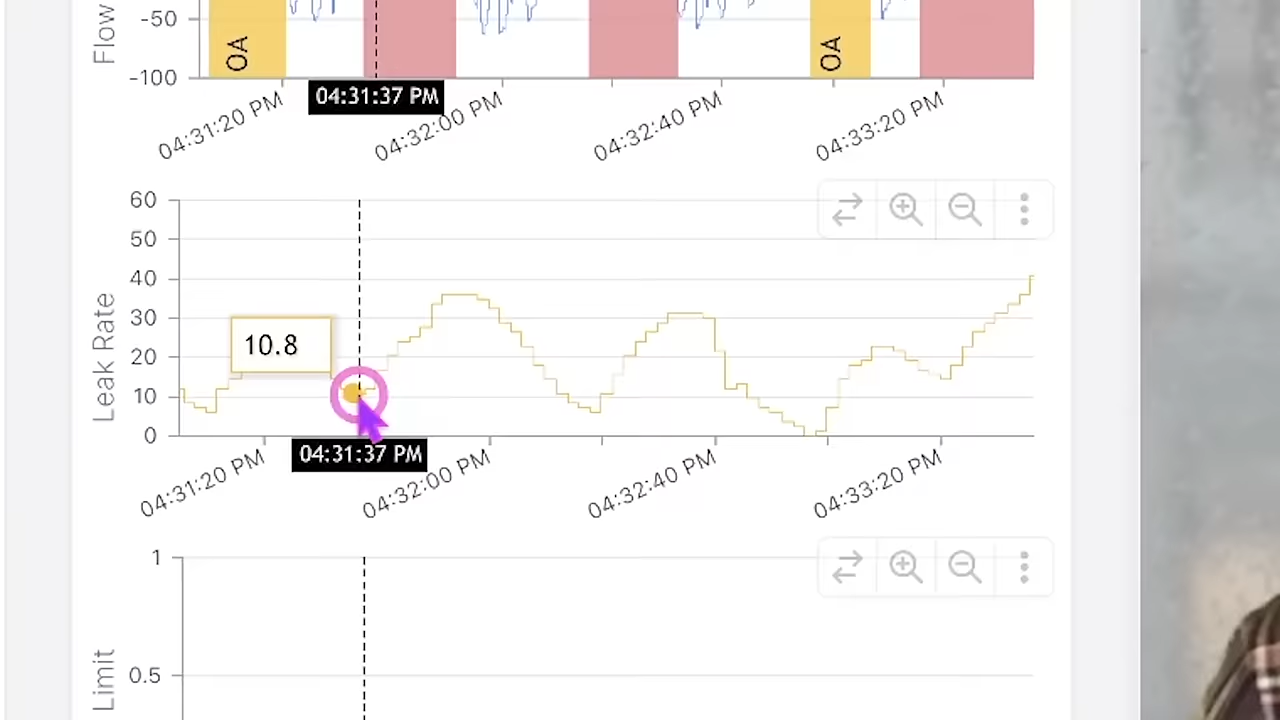 -50
Flow
OA
OA
-100
04:31:37 PM
04:31:20 PM
04:32:00 PM
04:32:40 PM
04:33:20 PM
60
50
40
30
20
10
0
Leak Rate
10.8
04:31:37 PM
04:31:20 PM
04:32:00 PM
04:32:40 PM
04:33:20 PM
1
0.5
Limit